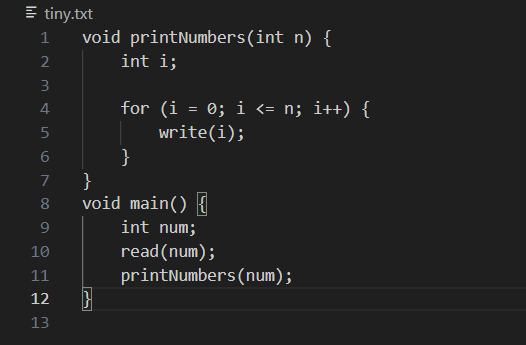 tiny.txt
1 void printNumbers(int n) {
2     int i;
3
4     for (i = 0; i <= n; i++) {
5         write(i);
6     }
7 }
8 void main() {
9     int num;
10     read(num);
11     printNumbers(num);
12 }
13